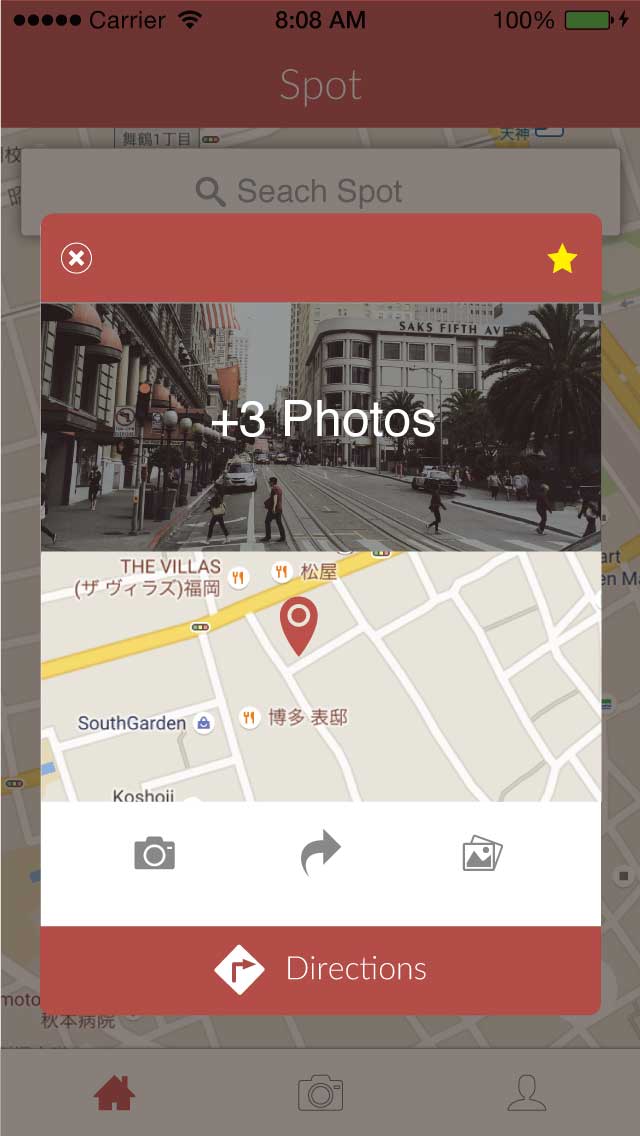 Carrier 8:08 AM 100%
Spot
舞鶴1丁目
天神
Seach Spot
SAKS FIFTH AVE
+3 Photos
THE VILLAS
(ザ ヴィラズ)福岡
松屋
SouthGarden
博多 表邸
Koshoji
Directions
秋本病院